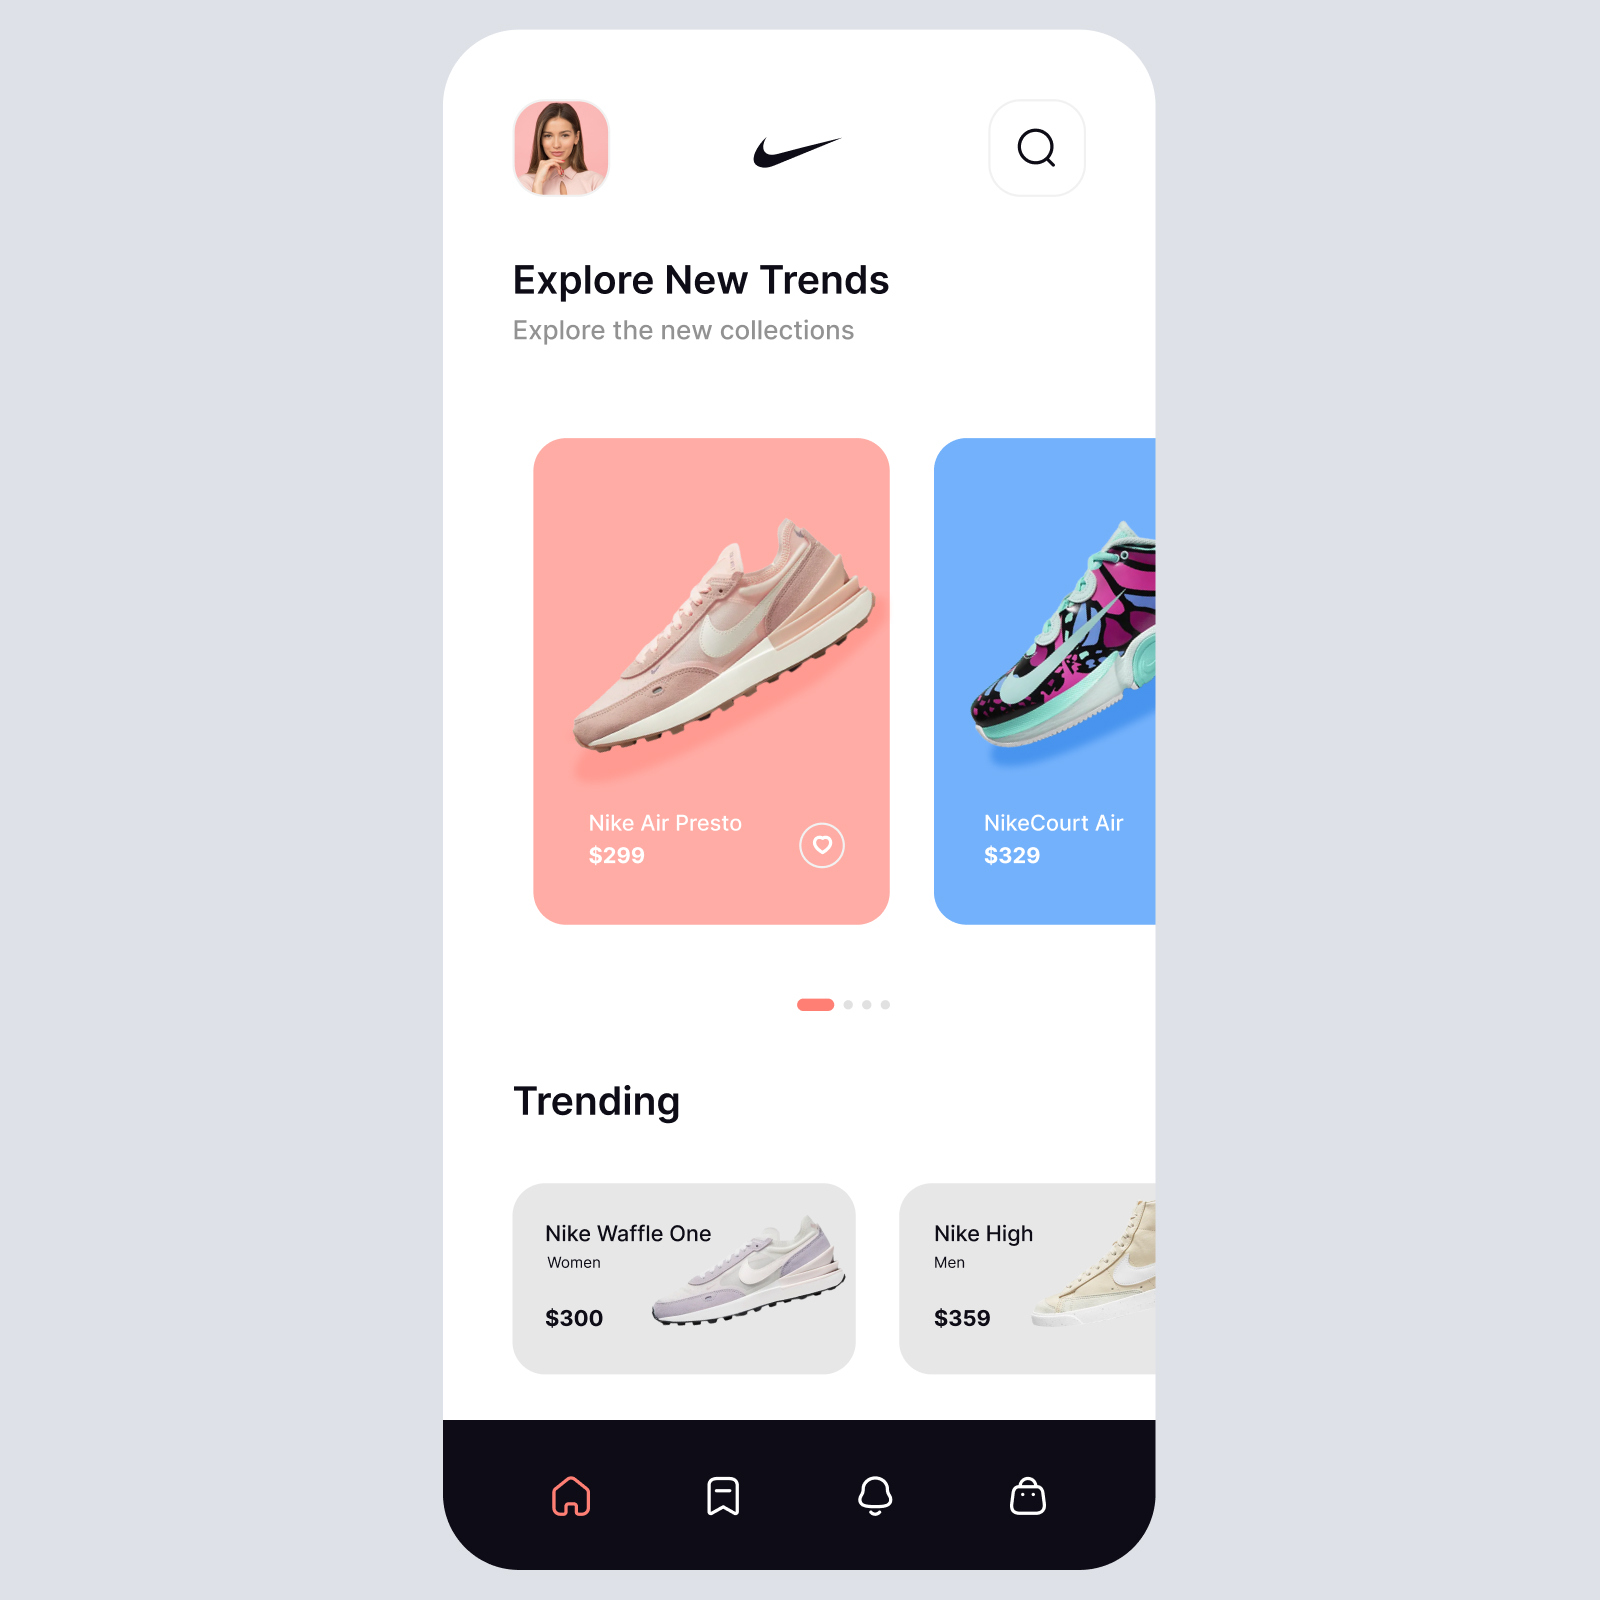 Explore New Trends
Explore the new collections
Nike Air Presto
$299
NikeCourt Air
$329
Trending
Nike Waffle One
Women
$300
Nike High
Men
$359